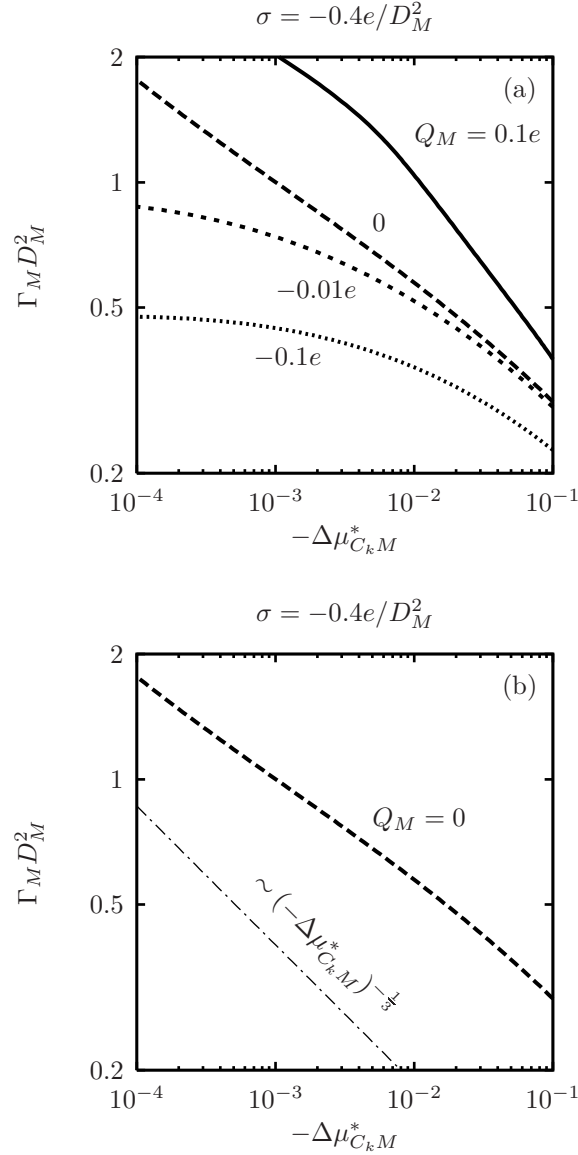 σ = −0.4e/D_M^2
2
(a)
Q_M = 0.1e
1
0
Γ_M D_M^2
−0.01e
0.5
−0.1e
0.2
10^−4 10^−3 10^−2 10^−1
−Δμ^*_{C_k M}
σ = −0.4e/D_M^2
2
(b)
1
Q_M = 0
Γ_M D_M^2
0.5
∼ (−Δμ^*_{C_k M})^{−1/3}
0.2
10^−4 10^−3 10^−2 10^−1
−Δμ^*_{C_k M}